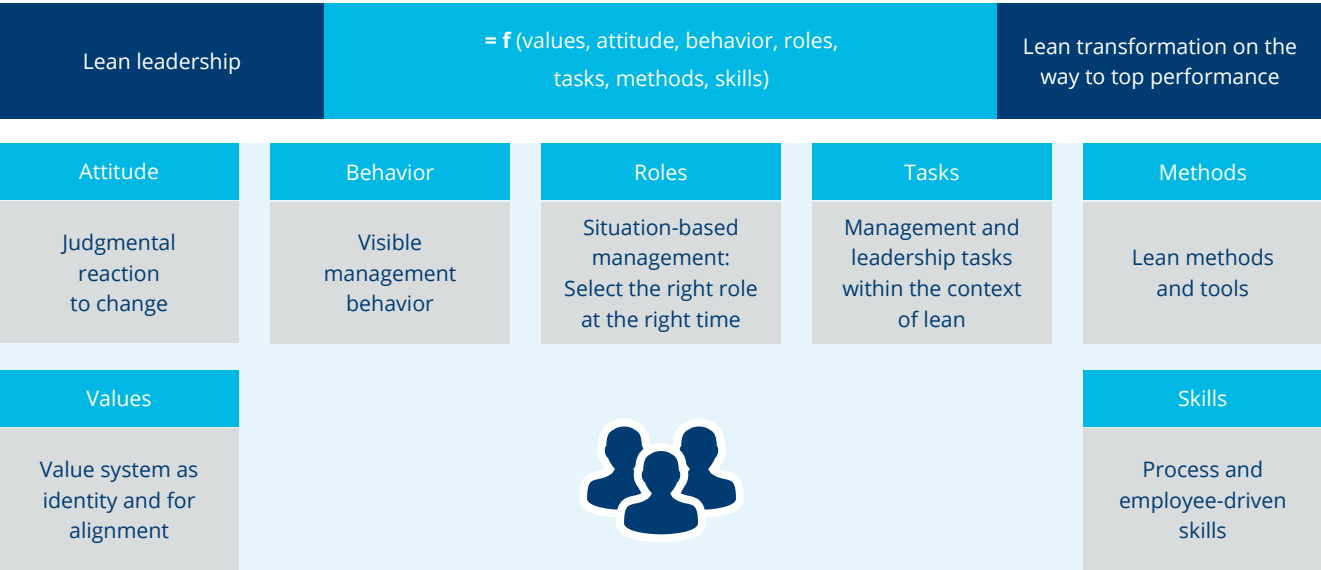 Lean leadership
= f (values, attitude, behavior, roles,
tasks, methods, skills)
Lean transformation on the
way to top performance
Attitude
Judgmental
reaction
to change
Behavior
Visible
management
behavior
Roles
Situation-based
management:
Select the right role
at the right time
Tasks
Management and
leadership tasks
within the context
of lean
Methods
Lean methods
and tools
Values
Value system as
identity and for
alignment
Skills
Process and
employee-driven
skills